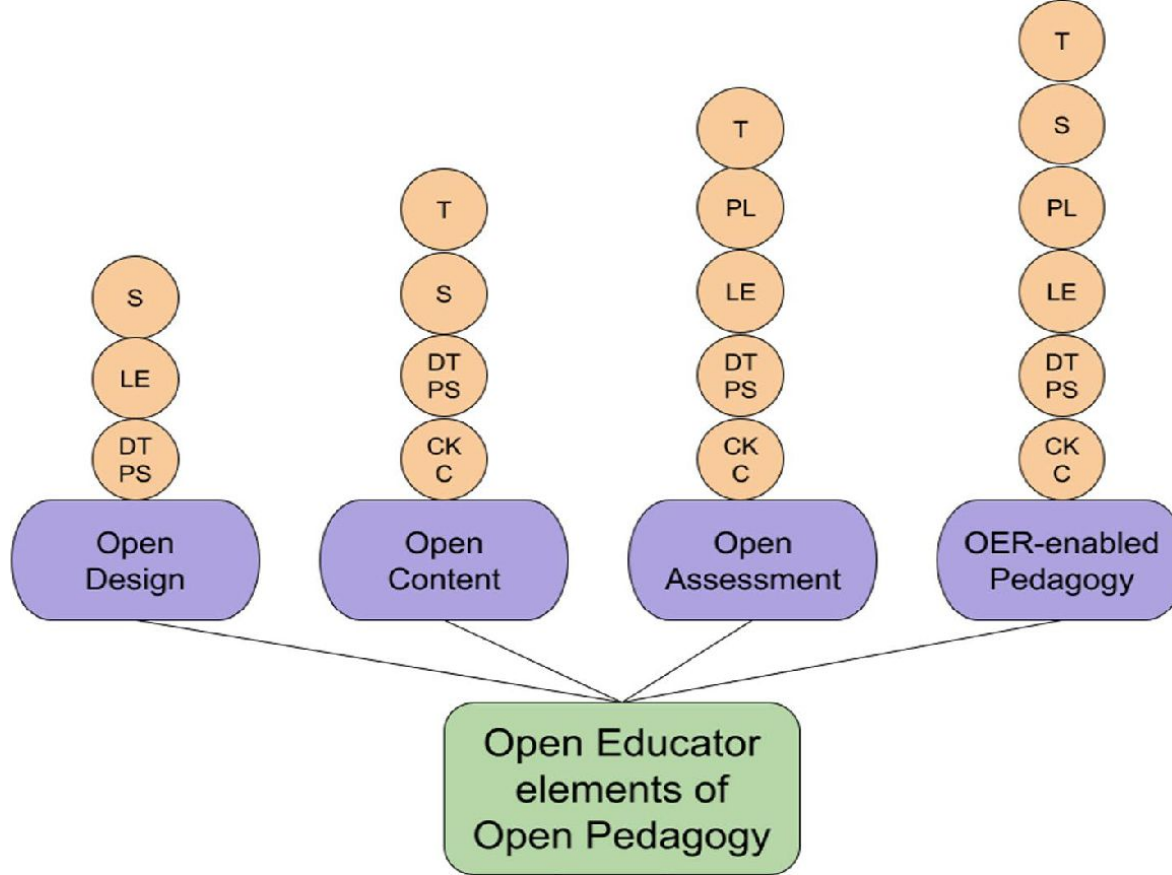 S
LE
DT
PS
Open
Design
T
S
DT
PS
CK
C
Open
Content
T
PL
LE
DT
PS
CK
C
Open
Assessment
T
S
PL
LE
DT
PS
CK
C
OER-enabled
Pedagogy
Open Educator
elements of
Open Pedagogy